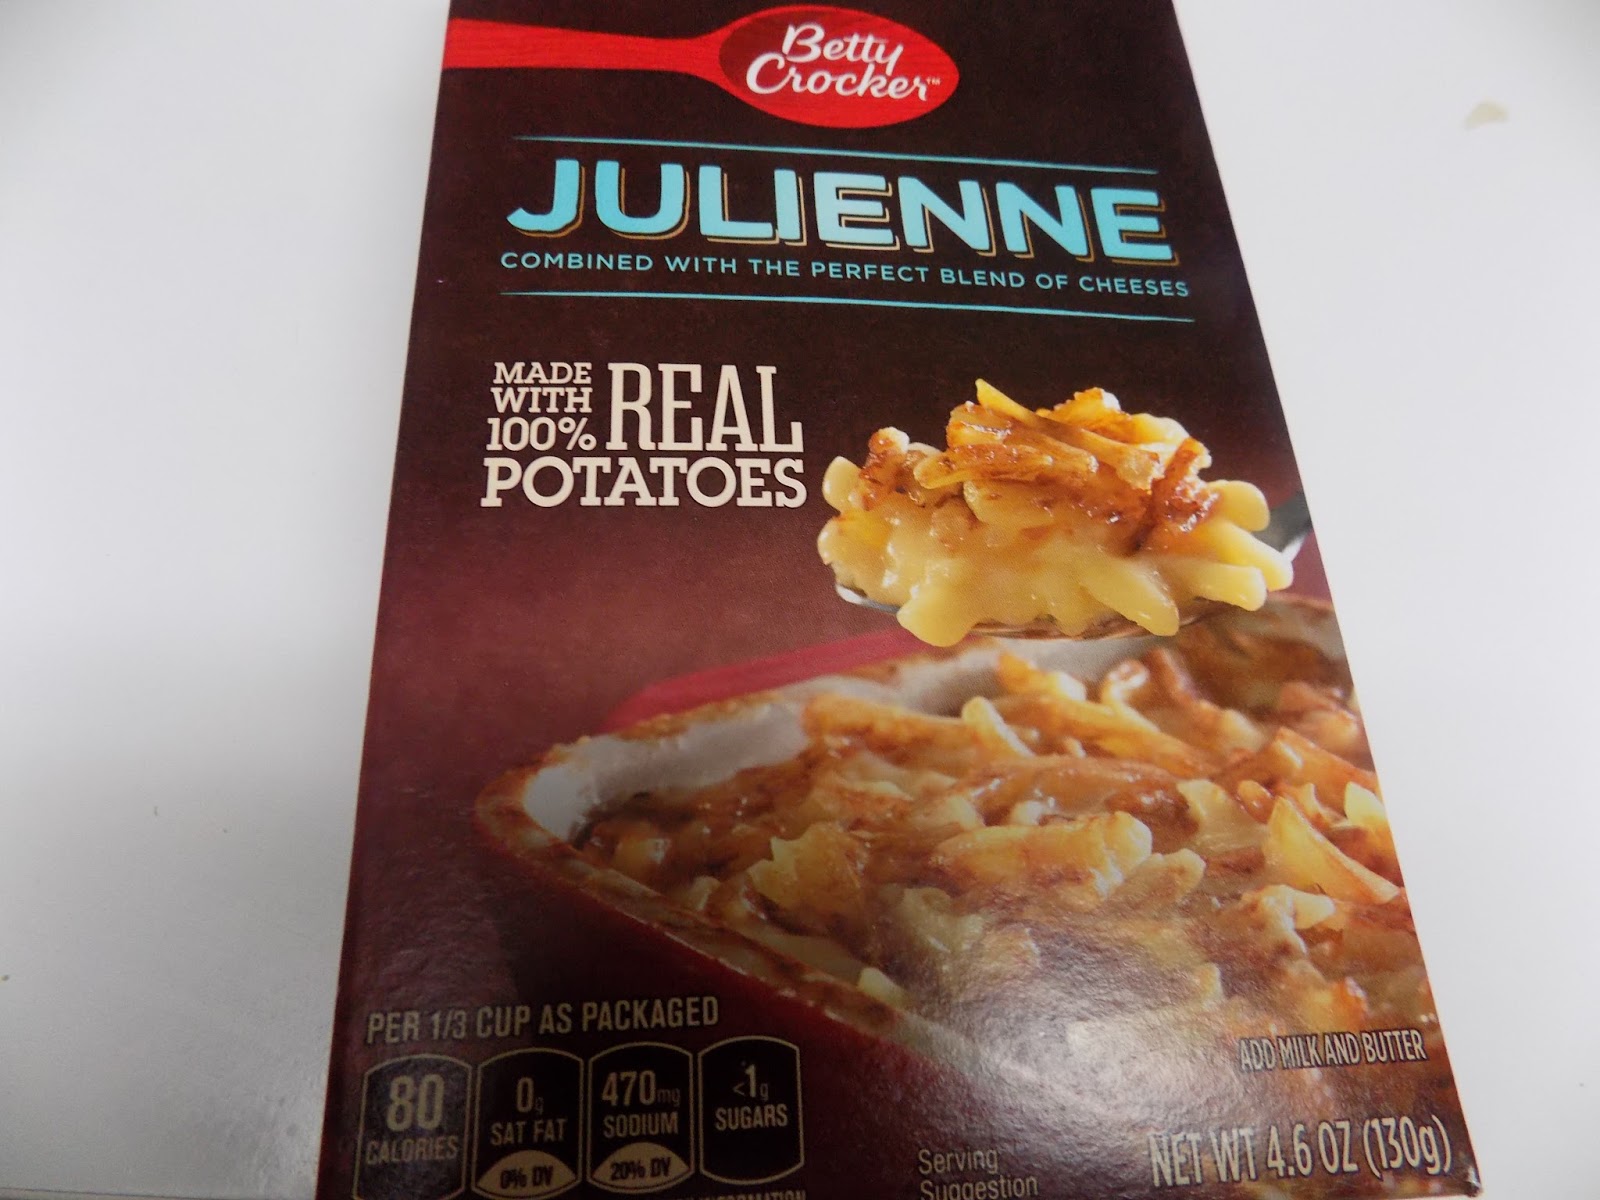 Betty
Crocker™
JULIENNE
COMBINED WITH THE PERFECT BLEND OF CHEESES
MADE
WITH
100% REAL
POTATOES
PER 1/3 CUP AS PACKAGED
80
CALORIES
0g
SAT FAT
0% DV
470mg
SODIUM
20% DV
<1g
SUGARS
ADD MILK AND BUTTER
Serving
Suggestion
NET WT 4.6 OZ (130g)